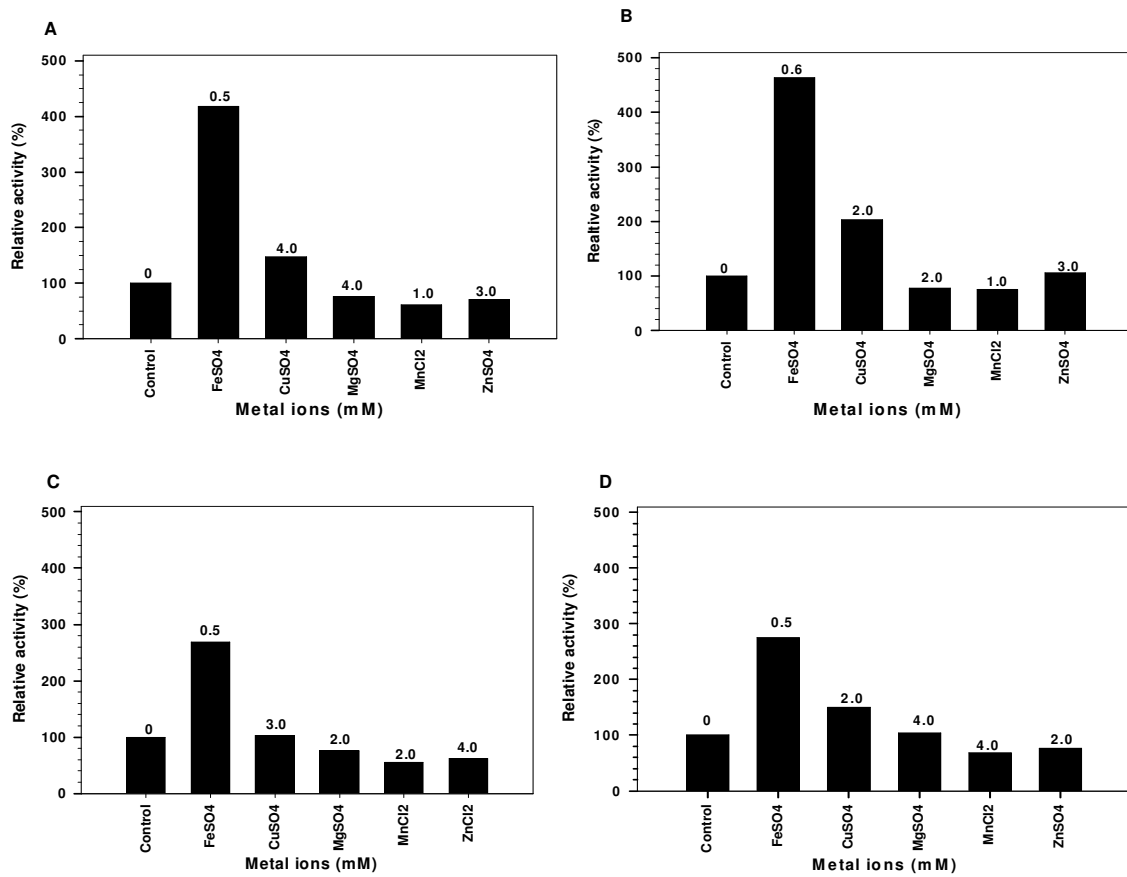 A
Relative activity (%)
500
400
300
200
100
0
0
0.5
4.0
4.0
1.0
3.0
Control
FeSO4
CuSO4
MgSO4
MnCl2
ZnSO4
Metal ions (mM)
B
Realtive activity (%)
500
400
300
200
100
0
0
0.6
2.0
2.0
1.0
3.0
Control
FeSO4
CuSO4
MgSO4
MnCl2
ZnSO4
Metal ions (mM)
C
Relative activity (%)
500
400
300
200
100
0
0
0.5
3.0
2.0
2.0
4.0
Control
FeSO4
CuSO4
MgSO4
MnCl2
ZnCl2
Metal ions (mM)
D
Relative activity (%)
500
400
300
200
100
0
0
0.5
2.0
4.0
4.0
2.0
Control
FeSO4
CuSO4
MgSO4
MnCl2
ZnSO4
Metal ions (mM)